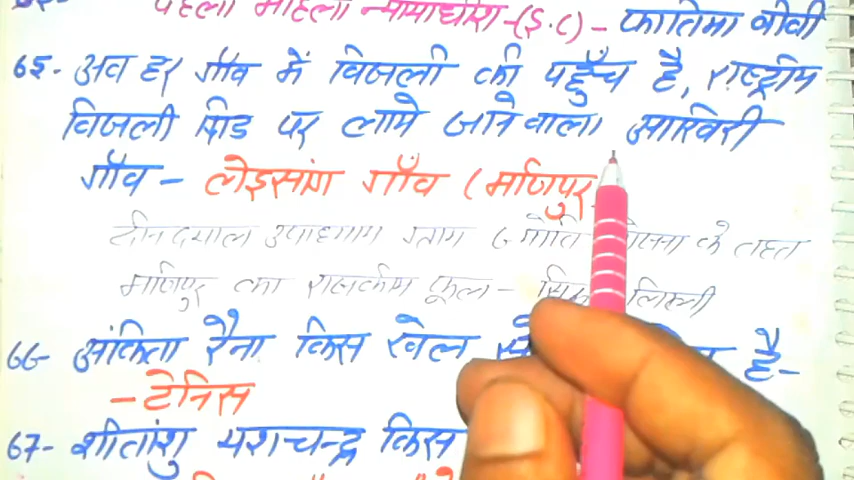 पहली महिला न्यायाधीश-(S.C) - फातिमा बीवी
65- अब हर गाँव में बिजली की पहुँच है, राष्ट्रीय
बिजली ग्रिड पर लाये जाने वाला आखिरी
गाँव - लेइसांग गाँव (मणिपुर
दीनदयाल उपाध्याय ग्राम ज्योति योजना के तहत
मणिपुर का राजकीय फूल - लिल्ली
66- अंकिता रैना किस खेल से है-
- टेनिस
67- शीतांशु यशचन्द्र किस